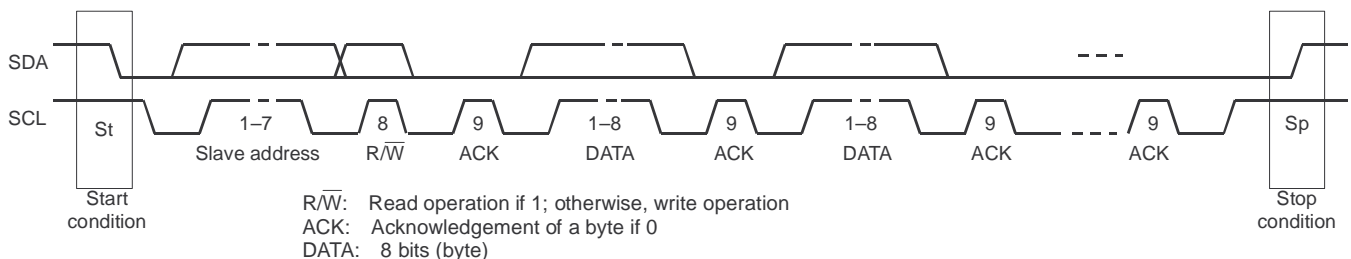 SDA
SCL
St 1–7 8 9 1–8 9 1–8 9 9 Sp
Slave address R/W̅ ACK DATA ACK DATA ACK ACK
Start condition
Stop condition
R/W̅: Read operation if 1; otherwise, write operation
ACK: Acknowledgement of a byte if 0
DATA: 8 bits (byte)